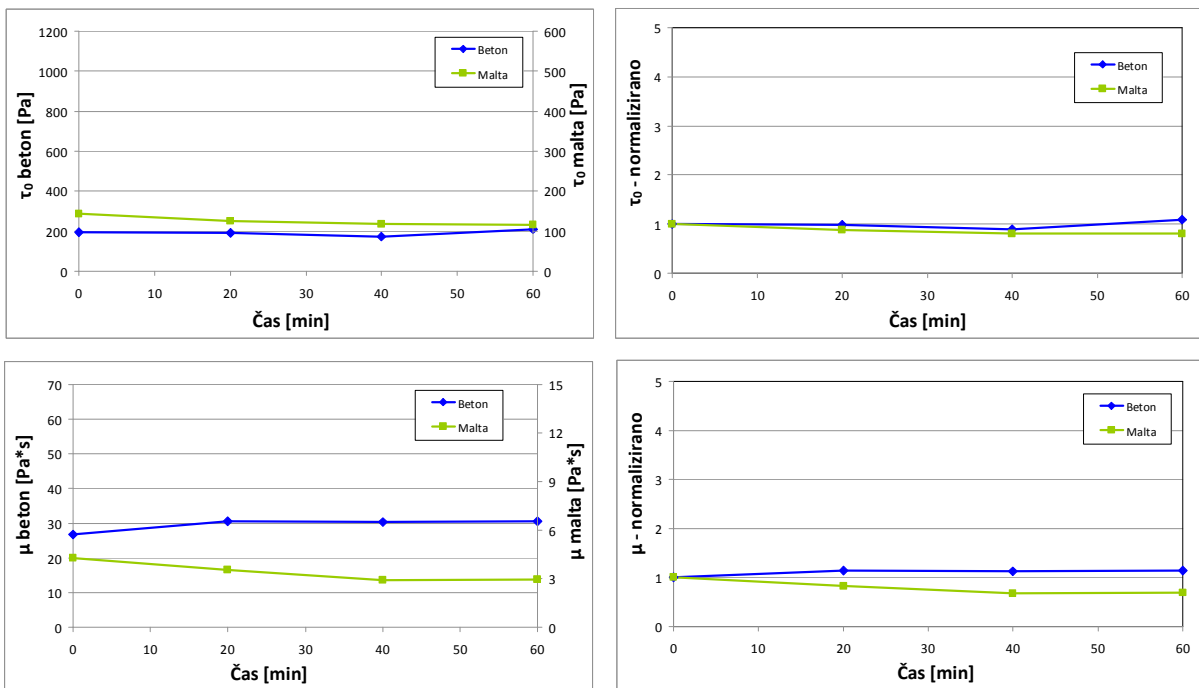 1200
1000
800
600
400
200
0
600
500
400
300
200
100
0
0 10 20 30 40 50 60
τ₀ beton [Pa]
τ₀ malta [Pa]
Čas [min]
Beton
Malta
5
4
3
2
1
0
0 10 20 30 40 50 60
τ₀ - normalizirano
Čas [min]
Beton
Malta
70
60
50
40
30
20
10
0
15
12
9
6
3
0
0 10 20 30 40 50 60
μ beton [Pa*s]
μ malta [Pa*s]
Čas [min]
Beton
Malta
5
4
3
2
1
0
0 10 20 30 40 50 60
μ - normalizirano
Čas [min]
Beton
Malta